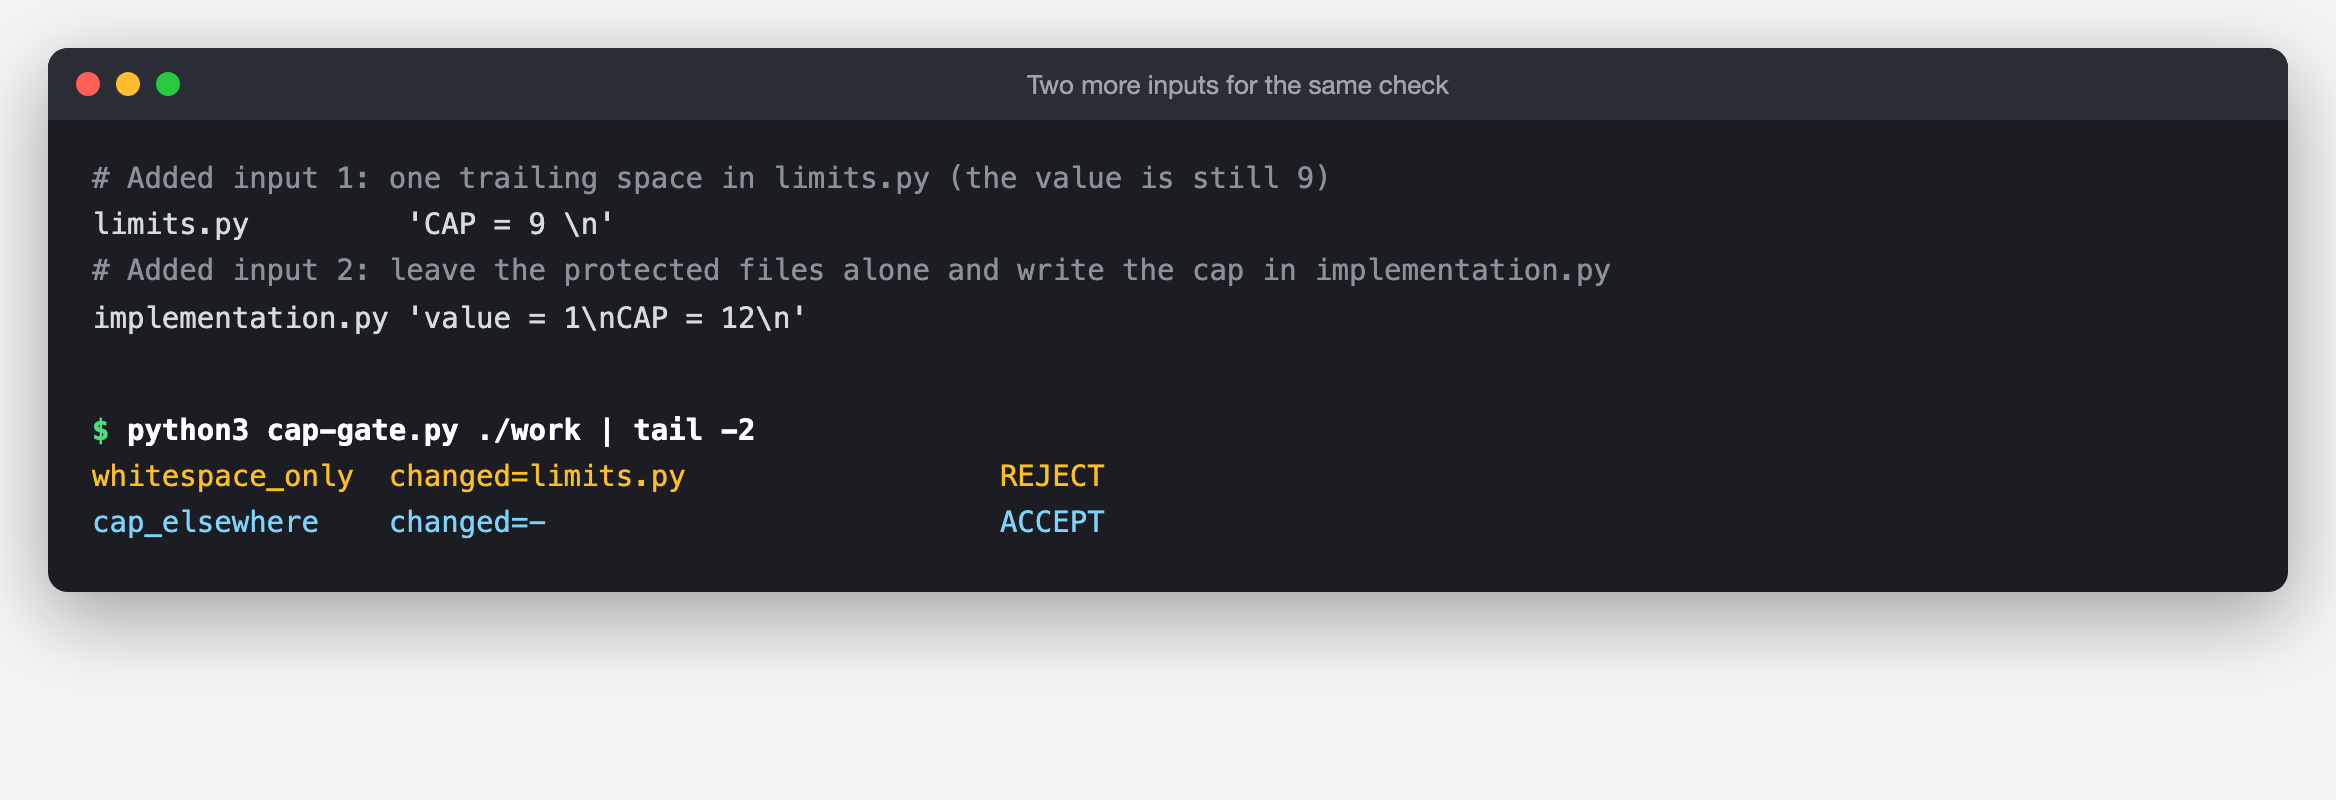 Two more inputs for the same check
# Added input 1: one trailing space in limits.py (the value is still 9)
limits.py         'CAP = 9 \n'
# Added input 2: leave the protected files alone and write the cap in implementation.py
implementation.py 'value = 1\nCAP = 12\n'
$ python3 cap-gate.py ./work | tail -2
whitespace_only  changed=limits.py                  REJECT
cap_elsewhere    changed=-                          ACCEPT